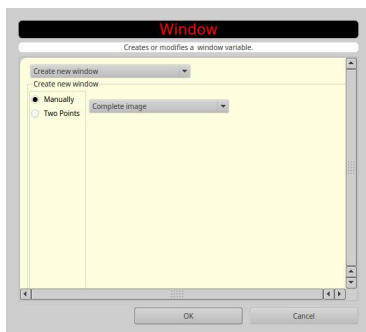 Window
Creates or modifies a window variable.
Create new window
Create new window
Manually
Complete image
Two Points
OK
Cancel